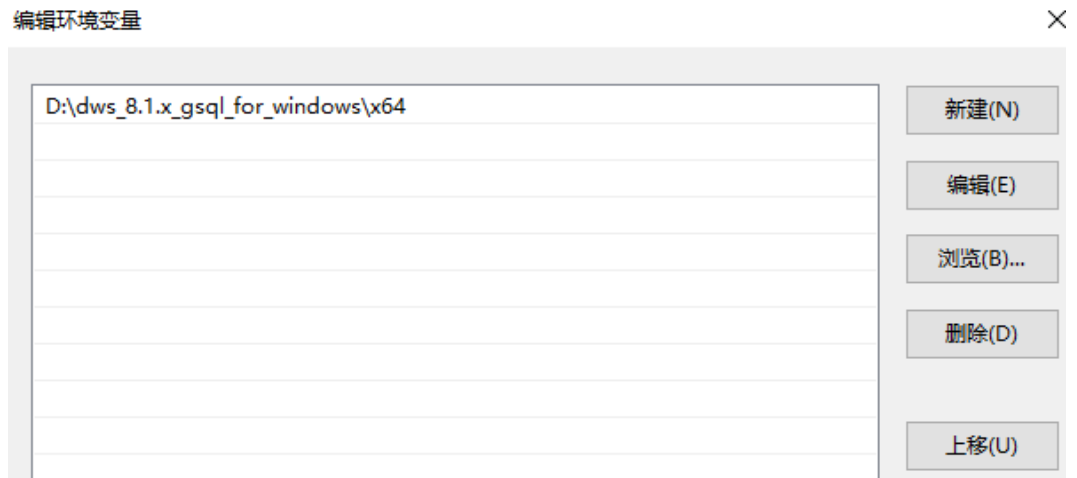 编辑环境变量
D:\dws_8.1.x_gsql_for_windows\x64
新建(N)
编辑(E)
浏览(B)...
删除(D)
上移(U)